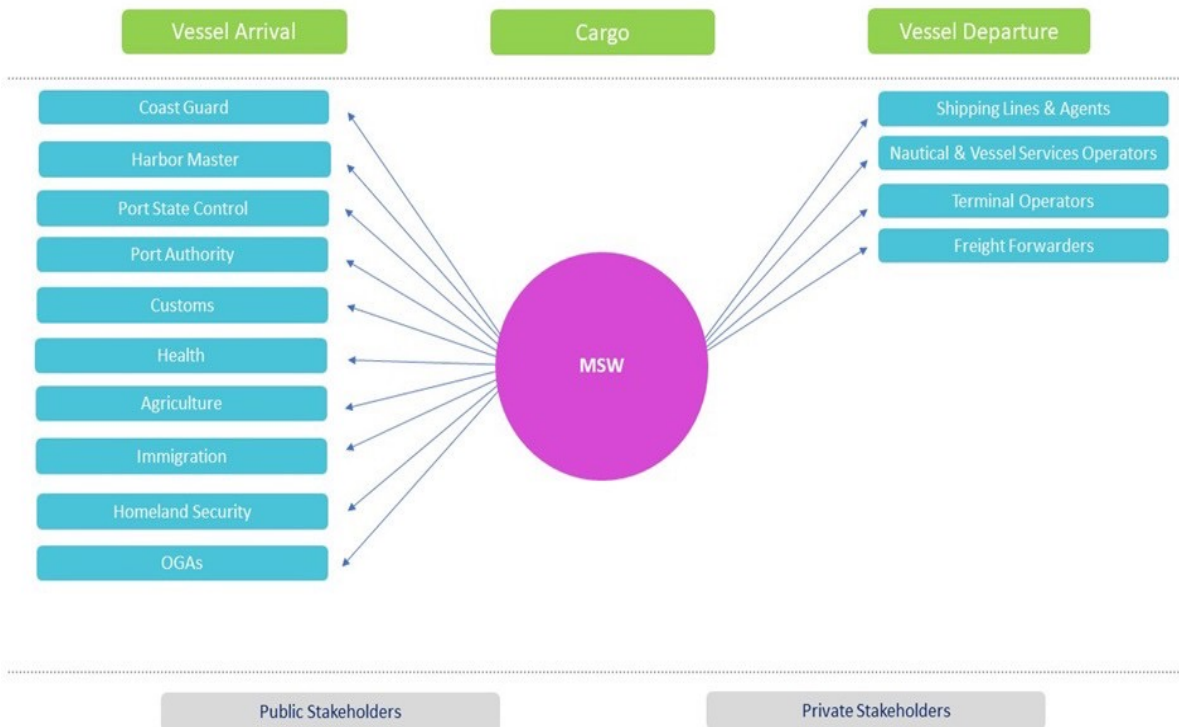 Vessel Arrival
Cargo
Vessel Departure
Coast Guard
Harbor Master
Port State Control
Port Authority
Customs
Health
Agriculture
Immigration
Homeland Security
OGAs
MSW
Shipping Lines & Agents
Nautical & Vessel Services Operators
Terminal Operators
Freight Forwarders
Public Stakeholders
Private Stakeholders